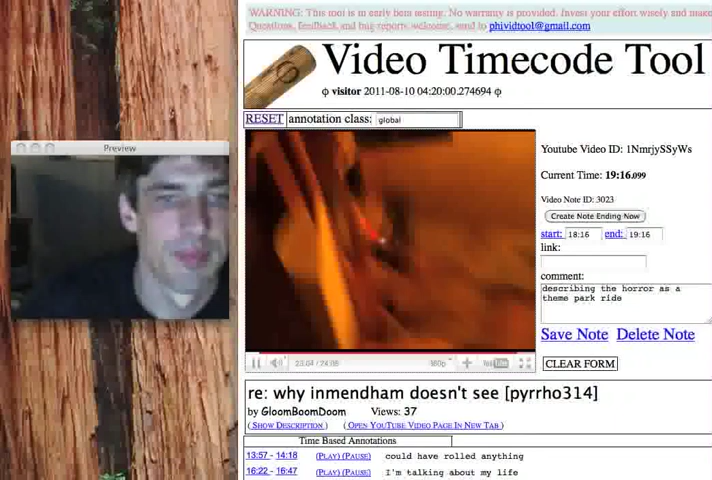 WARNING: This tool is in early beta testing. No warranty is provided. Invest your effort wisely and make
Questions, feedback, and bug reports welcome, send to phividtool@gmail.com
Video Timecode Tool
φ visitor 2011-08-10 04:20:00.274694 φ
RESET annotation class: global
Preview
Youtube Video ID: 1NmrjySSyWs
Current Time: 19:16.099
Video Note ID: 3023
Create Note Ending Now
start: 18:16 end: 19:16
link:
comment:
describing the horror as a
theme park ride
Save Note Delete Note
CLEAR FORM
23:04 / 24:05 360p YouTube
re: why inmendham doesn't see [pyrrho314]
by GloomBoomDoom Views: 37
( SHOW DESCRIPTION ) ( OPEN YOUTUBE VIDEO PAGE IN NEW TAB )
Time Based Annotations
13:57 - 14:18 (PLAY) (PAUSE) could have rolled anything
16:22 - 16:47 (PLAY) (PAUSE) I'm talking about my life